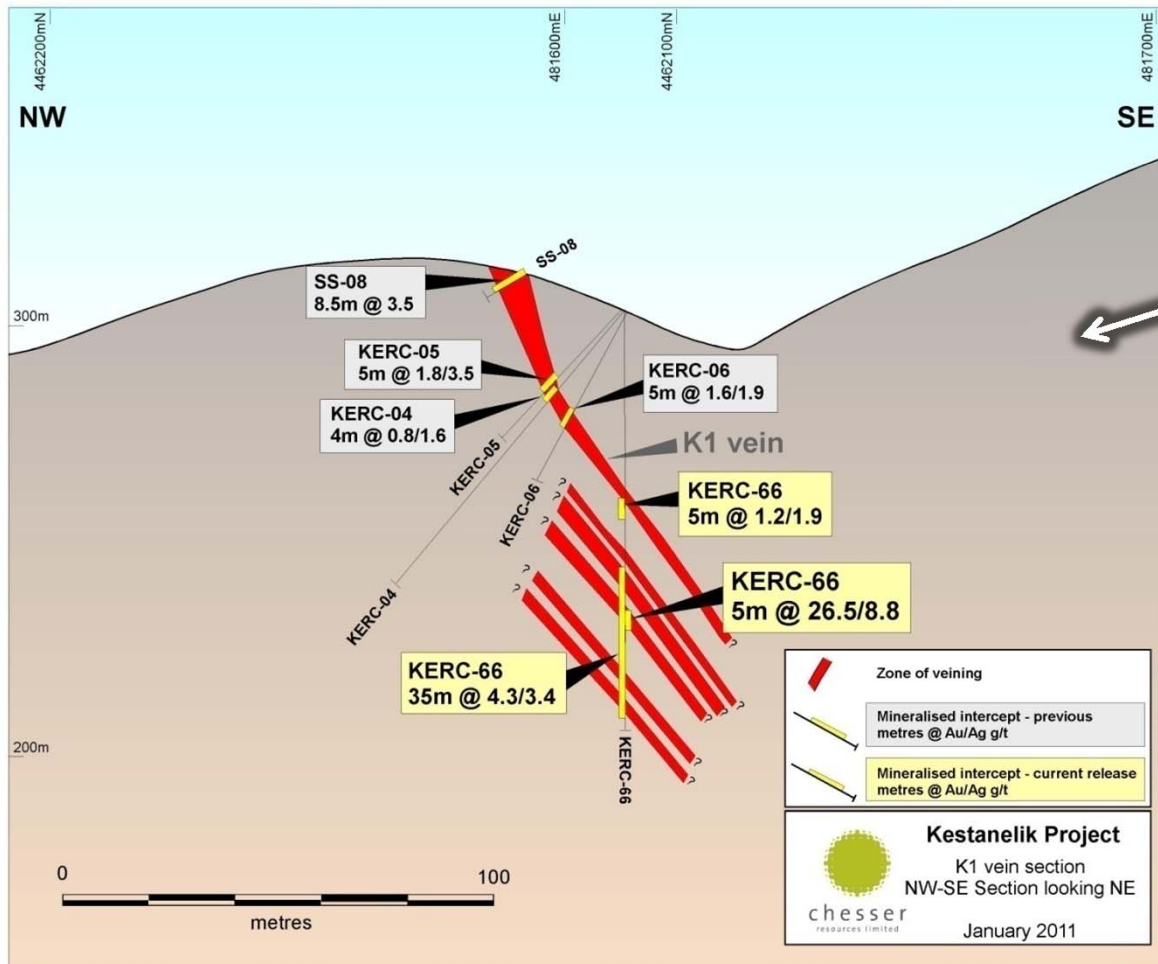 4462200mN
481600mE
4462100mN
481700mE
NW
SE
SS-08
SS-08
8.5m @ 3.5
300m
KERC-05
5m @ 1.8/3.5
KERC-06
5m @ 1.6/1.9
KERC-04
4m @ 0.8/1.6
K1 vein
KERC-05
KERC-06
KERC-04
KERC-66
5m @ 1.2/1.9
?
?
?
?
?
KERC-66
5m @ 26.5/8.8
KERC-66
35m @ 4.3/3.4
?
?
?
?
?
?
KERC-66
200m
Zone of veining
Mineralised intercept - previous
metres @ Au/Ag g/t
Mineralised intercept - current release
metres @ Au/Ag g/t
0
100
metres
chesser
resources limited
Kestanelik Project
K1 vein section
NW-SE Section looking NE
January 2011